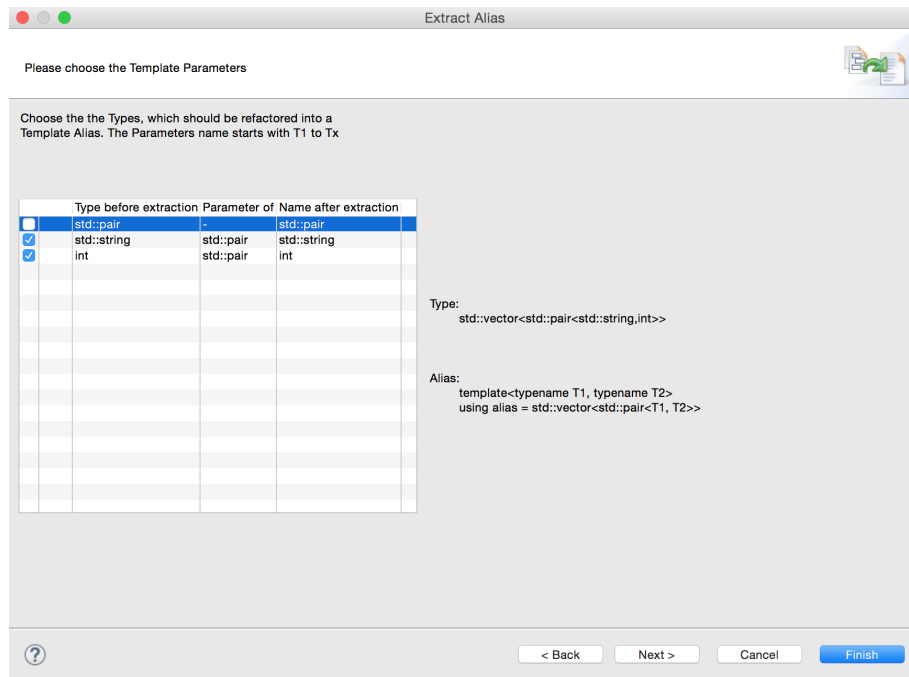 Extract Alias
Please choose the Template Parameters
Choose the the Types, which should be refactored into a
Template Alias. The Parameters name starts with T1 to Tx
Type before extraction Parameter of Name after extraction
std::pair - std::pair
std::string std::pair std::string
int std::pair int
Type:
std::vector<std::pair<std::string,int>>
Alias:
template<typename T1, typename T2>
using alias = std::vector<std::pair<T1, T2>>
? < Back Next > Cancel Finish